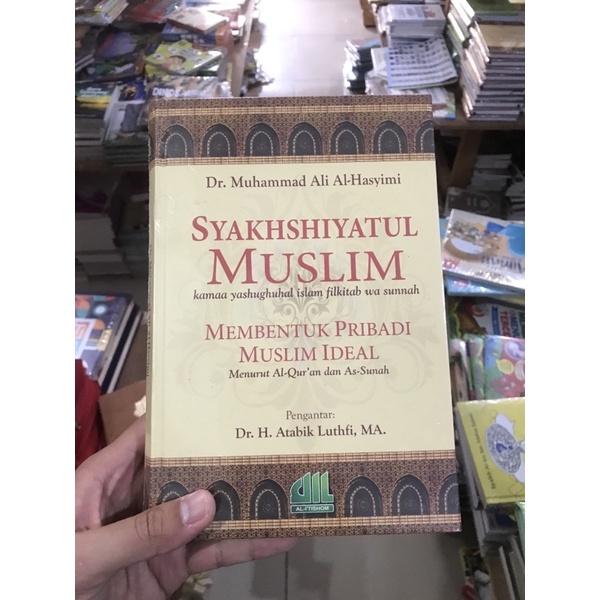 Dr. Muhammad Ali Al-Hasyimi
SYAKHSHIYATUL
MUSLIM
kamaa yashughuhal islam filkitab wa sunnah
MEMBENTUK PRIBADI
MUSLIM IDEAL
Menurut Al-Qur'an dan As-Sunah
Pengantar:
Dr. H. Atabik Luthfi, MA.
AL-I'TISHOM